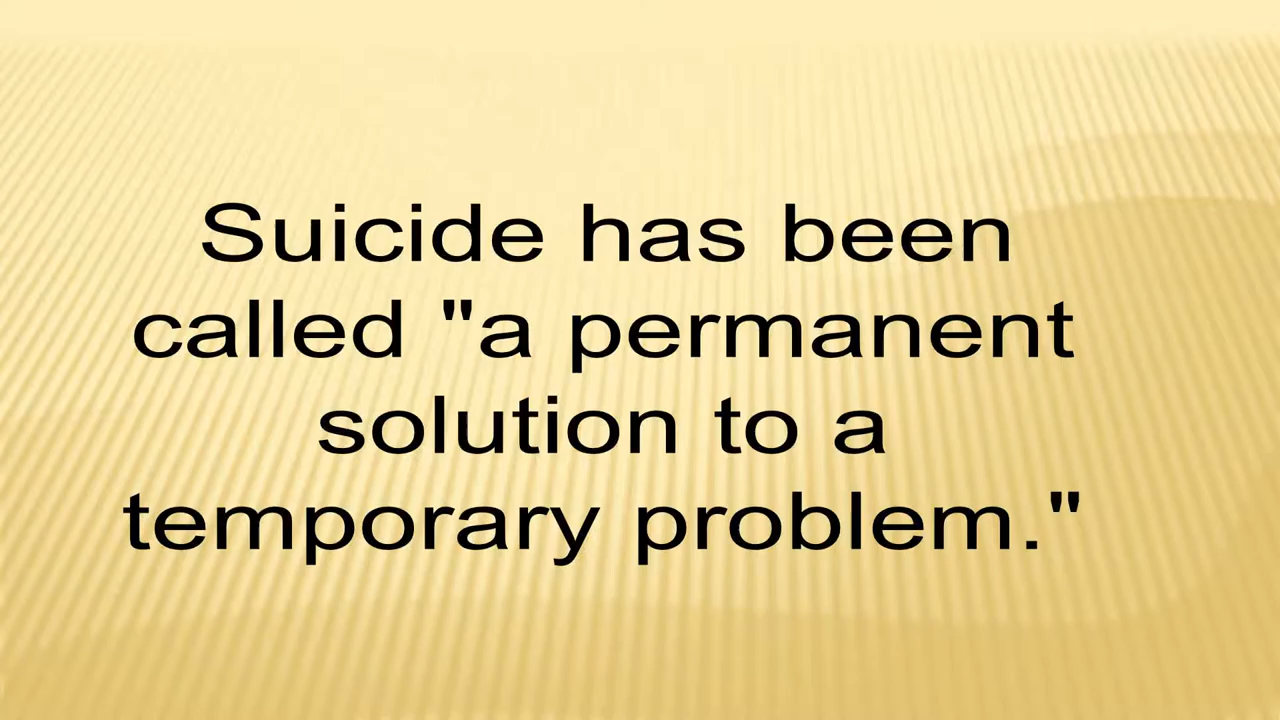 Suicide has been
called "a permanent
solution to a
temporary problem."